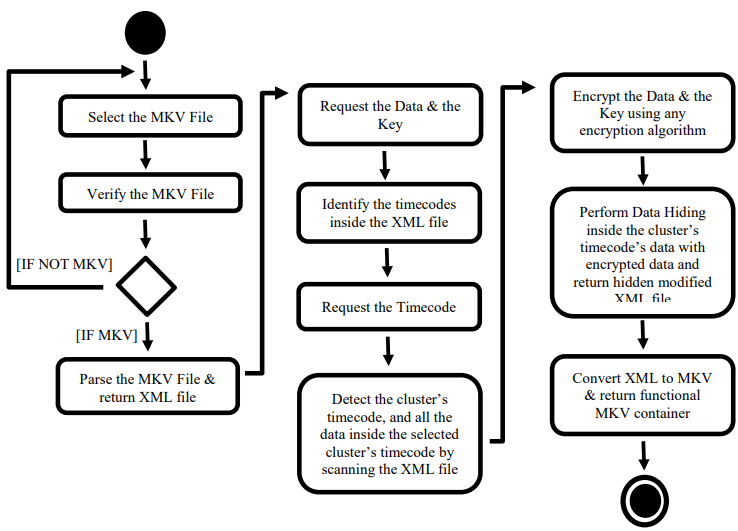 Select the MKV File
Verify the MKV File
[IF NOT MKV]
[IF MKV]
Parse the MKV File &
return XML file
Request the Data & the
Key
Identify the timecodes
inside the XML file
Request the Timecode
Detect the cluster's
timecode, and all the
data inside the selected
cluster's timecode by
scanning the XML file
Encrypt the Data & the
Key using any
encryption algorithm
Perform Data Hiding
inside the cluster's
timecode's data with
encrypted data and
return hidden modified
XML file
Convert XML to MKV
& return functional
MKV container